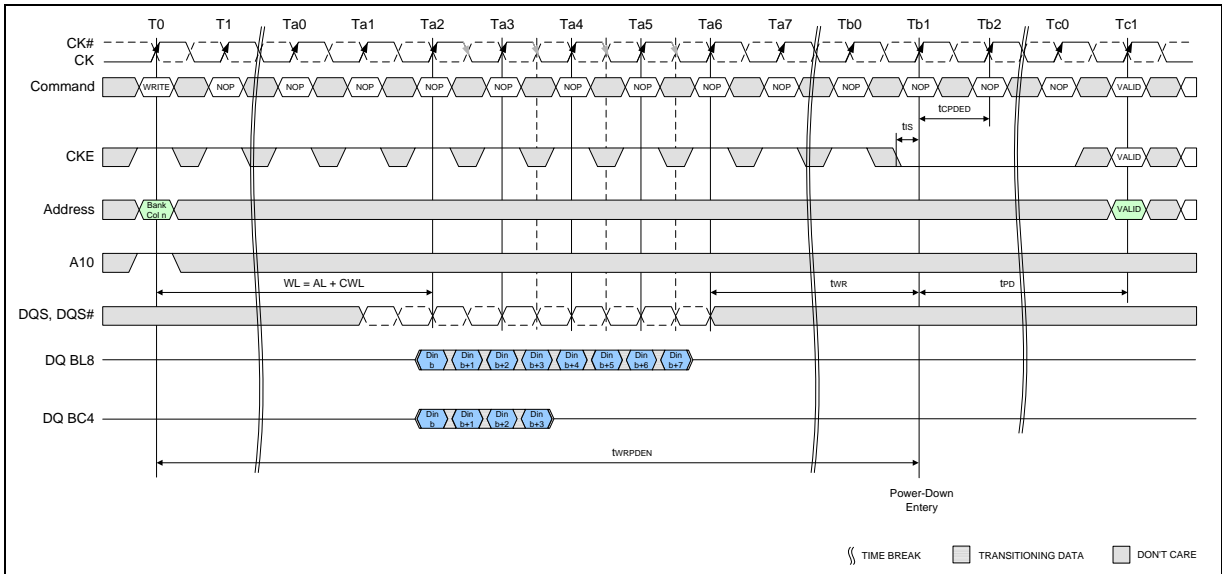 T0 T1 Ta0 Ta1 Ta2 Ta3 Ta4 Ta5 Ta6 Ta7 Tb0 Tb1 Tb2 Tc0 Tc1
CK#
CK
Command WRITE NOP NOP NOP NOP NOP NOP NOP NOP NOP NOP NOP NOP NOP VALID
tCPDED
tIS
CKE VALID
Address Bank Col n VALID
A10
WL = AL + CWL tWR tPD
DQS, DQS#
DQ BL8 Din b Din b+1 Din b+2 Din b+3 Din b+4 Din b+5 Din b+6 Din b+7
DQ BC4 Din b Din b+1 Din b+2 Din b+3
tWRPDEN
Power-Down
Entery
TIME BREAK TRANSITIONING DATA DON'T CARE